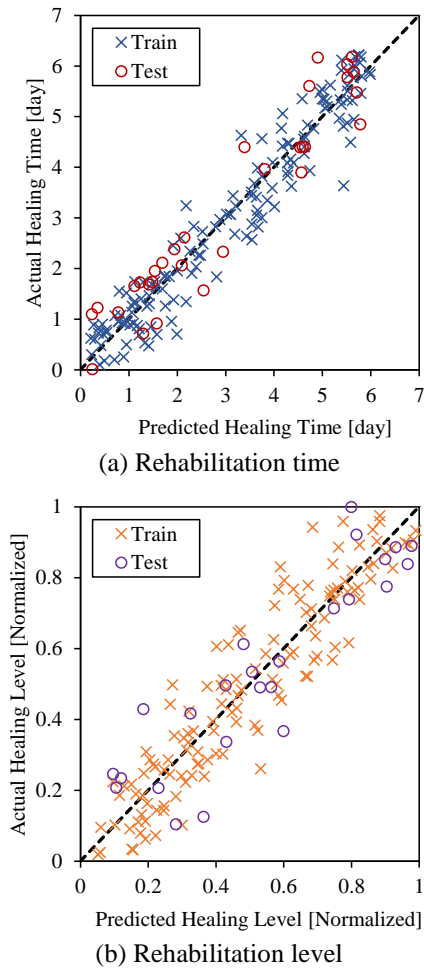 7
6
5
4
3
2
1
0
Actual Healing Time [day]
Train
Test
0 1 2 3 4 5 6 7
Predicted Healing Time [day]
(a) Rehabilitation time
1
0.8
0.6
0.4
0.2
0
Actual Healing Level [Normalized]
Train
Test
0 0.2 0.4 0.6 0.8 1
Predicted Healing Level [Normalized]
(b) Rehabilitation level